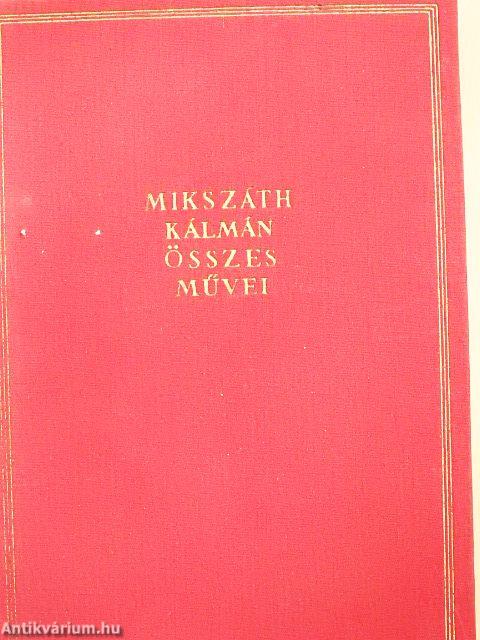 MIKSZÁTH
KÁLMÁN
ÖSSZES
MŰVEI
Antikvárium.hu